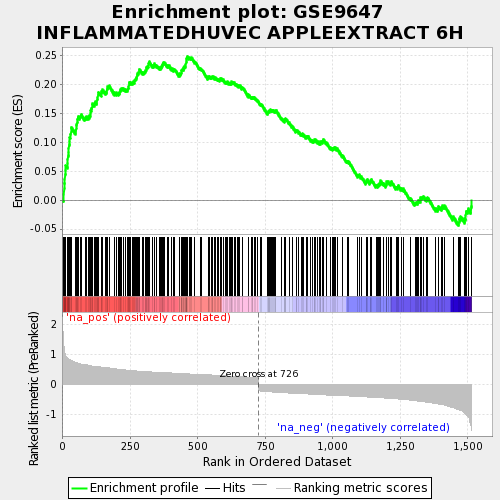 Enrichment plot: GSE9647
INFLAMMATEDHUVEC APPLEEXTRACT 6H
Enrichment score (ES)
0.25
0.20
0.15
0.10
0.05
0.00
-0.05
'na_pos' (positively correlated)
Ranked list metric (PreRanked)
2
1
0
-1
Zero cross at 726
'na_neg' (negatively correlated)
0
250
500
750
1,000
1,250
1,500
Rank in Ordered Dataset
Enrichment profile
Hits
Ranking metric scores